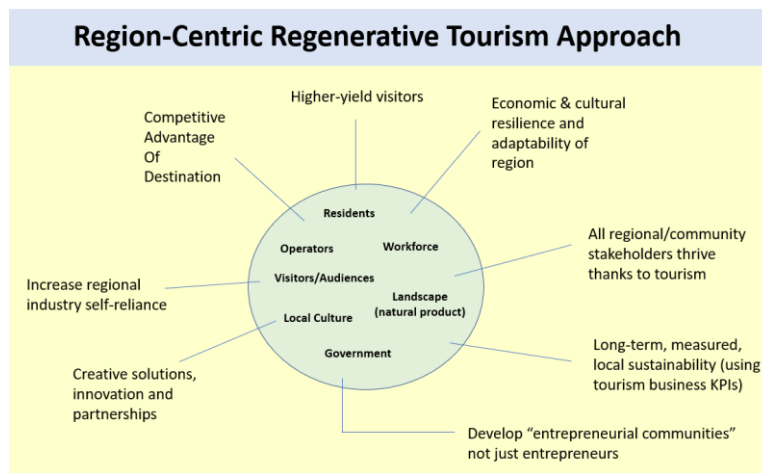 Region-Centric Regenerative Tourism Approach
Higher-yield visitors
Competitive
Advantage
Of
Destination
Economic & cultural
resilience and
adaptability of
region
Residents
Operators
Workforce
Visitors/Audiences
Landscape
(natural product)
Local Culture
Government
All regional/community
stakeholders thrive
thanks to tourism
Increase regional
industry self-reliance
Long-term, measured,
local sustainability (using
tourism business KPIs)
Creative solutions,
innovation and
partnerships
Develop “entrepreneurial communities”
not just entrepreneurs